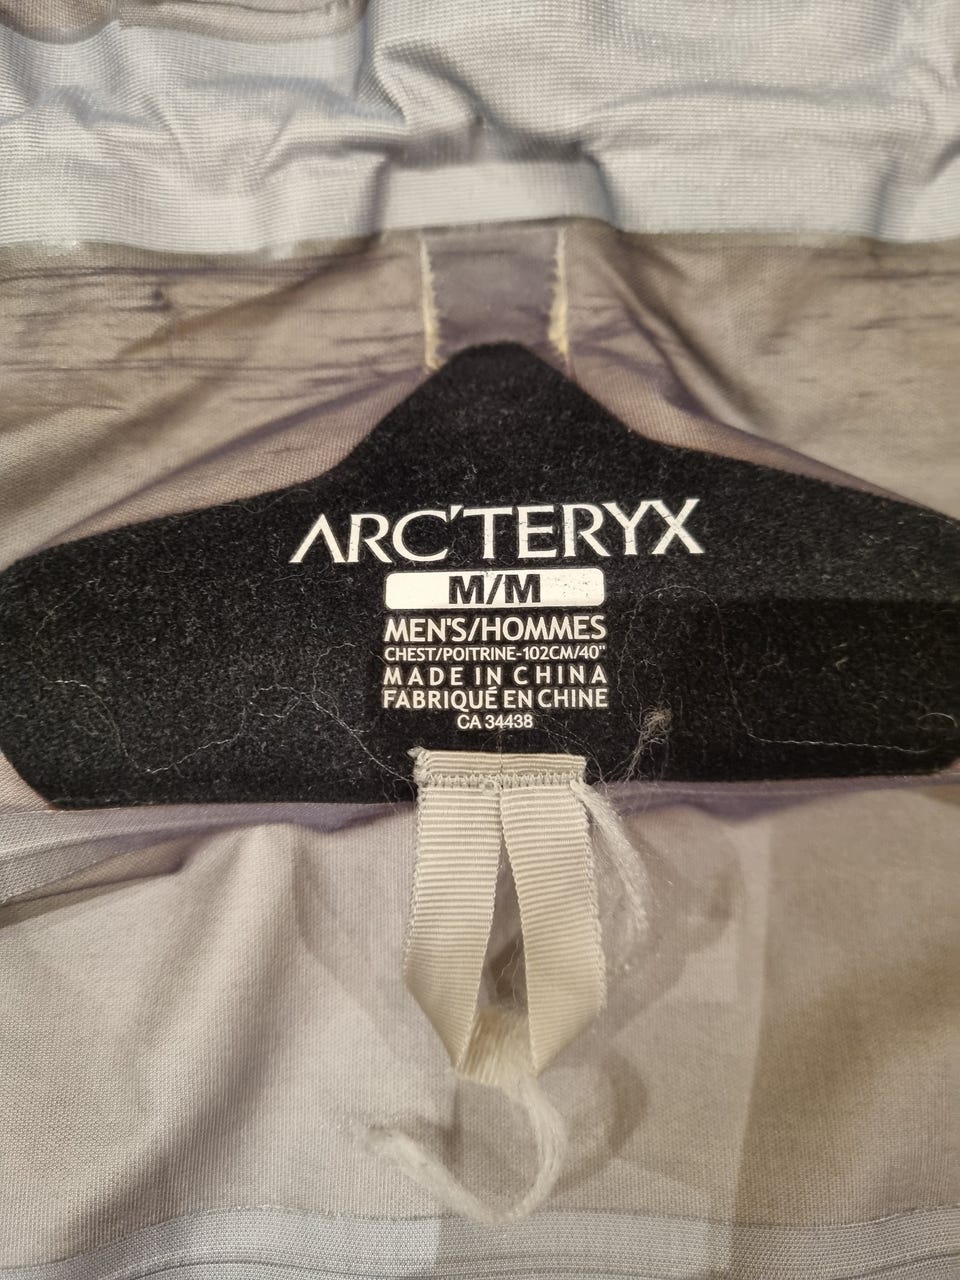 ARC'TERYX
M/M
MEN'S/HOMMES
CHEST/POITRINE-102CM/40"
MADE IN CHINA
FABRIQUÉ EN CHINE
CA 34438